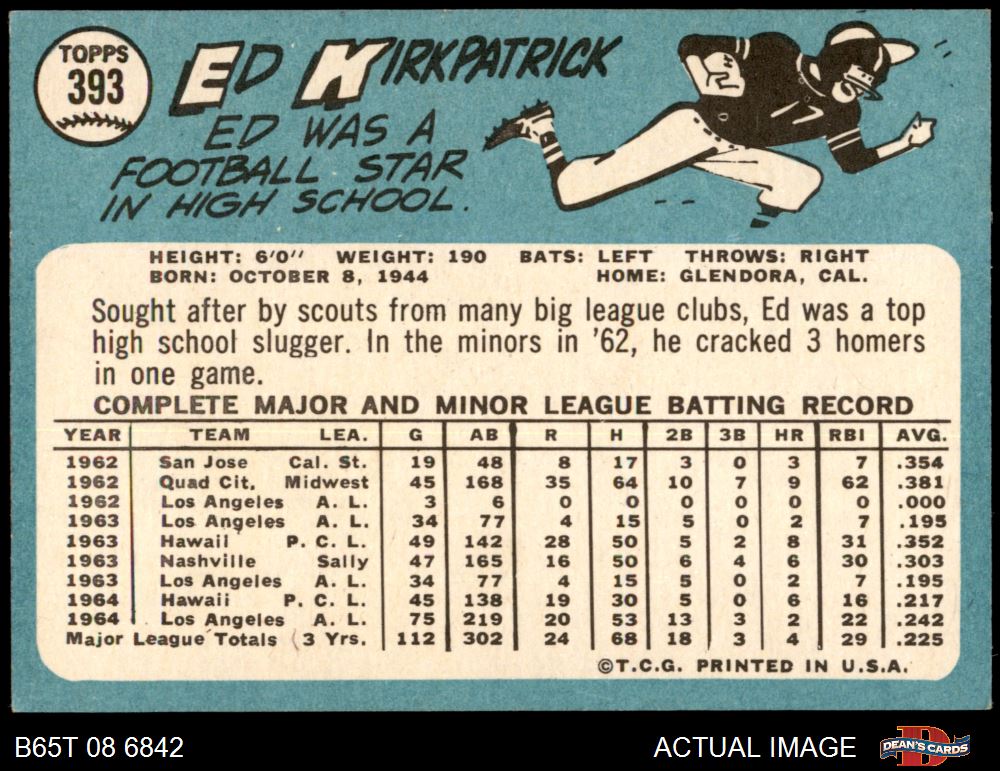 TOPPS
393
ED KIRKPATRICK
ED WAS A
FOOTBALL STAR
IN HIGH SCHOOL.
HEIGHT: 6'0" WEIGHT: 190 BATS: LEFT THROWS: RIGHT
BORN: OCTOBER 8, 1944 HOME: GLENDORA, CAL.
Sought after by scouts from many big league clubs, Ed was a top
high school slugger. In the minors in '62, he cracked 3 homers
in one game.
COMPLETE MAJOR AND MINOR LEAGUE BATTING RECORD
YEAR TEAM LEA. G AB R H 2B 3B HR RBI AVG.
1962 San Jose Cal. St. 19 48 8 17 3 0 3 7 .354
1962 Quad Cit. Midwest 45 168 35 64 10 7 9 62 .381
1962 Los Angeles A. L. 3 6 0 0 0 0 0 0 .000
1963 Los Angeles A. L. 34 77 4 15 5 0 2 7 .195
1963 Hawaii P. C. L. 49 142 28 50 5 2 8 31 .352
1963 Nashville Sally 47 165 16 50 6 4 6 30 .303
1963 Los Angeles A. L. 34 77 4 15 5 0 2 7 .195
1964 Hawaii P. C. L. 45 138 19 30 5 0 6 16 .217
1964 Los Angeles A. L. 75 219 20 53 13 3 2 22 .242
Major League Totals 3 Yrs. 112 302 24 68 18 3 4 29 .225
©T.C.G. PRINTED IN U.S.A.
B65T 08 6842
ACTUAL IMAGE
DEAN'S CARDS